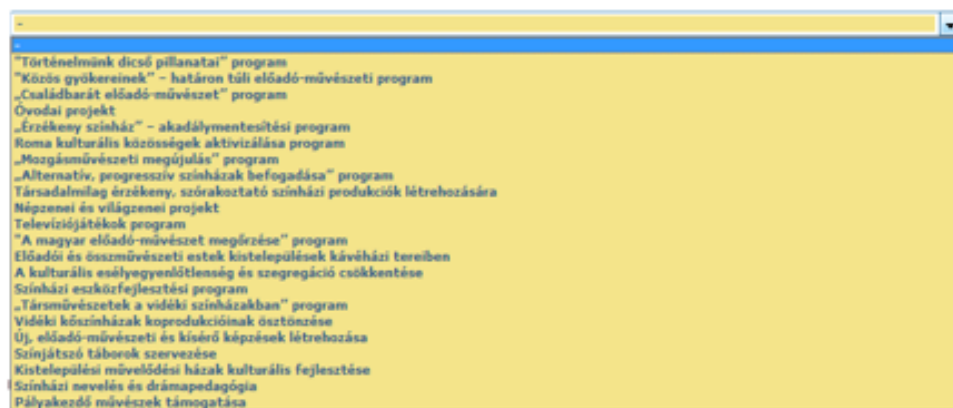 -
-
"Történelmünk dicső pillanatai" program
"Közös gyökereinek" – határon túli előadó-művészeti program
„Családbarát előadó-művészet" program
Óvodai projekt
„Érzékeny színház" – akadálymentesítési program
Roma kulturális közösségek aktivizálása program
„Mozgásművészeti megújulás" program
„Alternatív, progresszív színházak befogadása" program
Társadalmilag érzékeny, szórakoztató színházi produkciók létrehozására
Népzenei és világzenei projekt
Televíziójátékok program
"A magyar előadó-művészet megőrzése" program
Előadói és összművészeti estek kistelepülések kávéházi tereiben
A kulturális esélyegyenlőtlenség és szegregáció csökkentése
Színházi eszközfejlesztési program
„Társművészetek a vidéki színházakban" program
Vidéki kőszínházak koprodukcióinak ösztönzése
Új, előadó-művészeti és kísérő képzések létrehozása
Színjátszó táborok szervezése
Kistelepülési művelődési házak kulturális fejlesztése
Színházi nevelés és drámapedagógia
Pályakezdő művészek támogatása